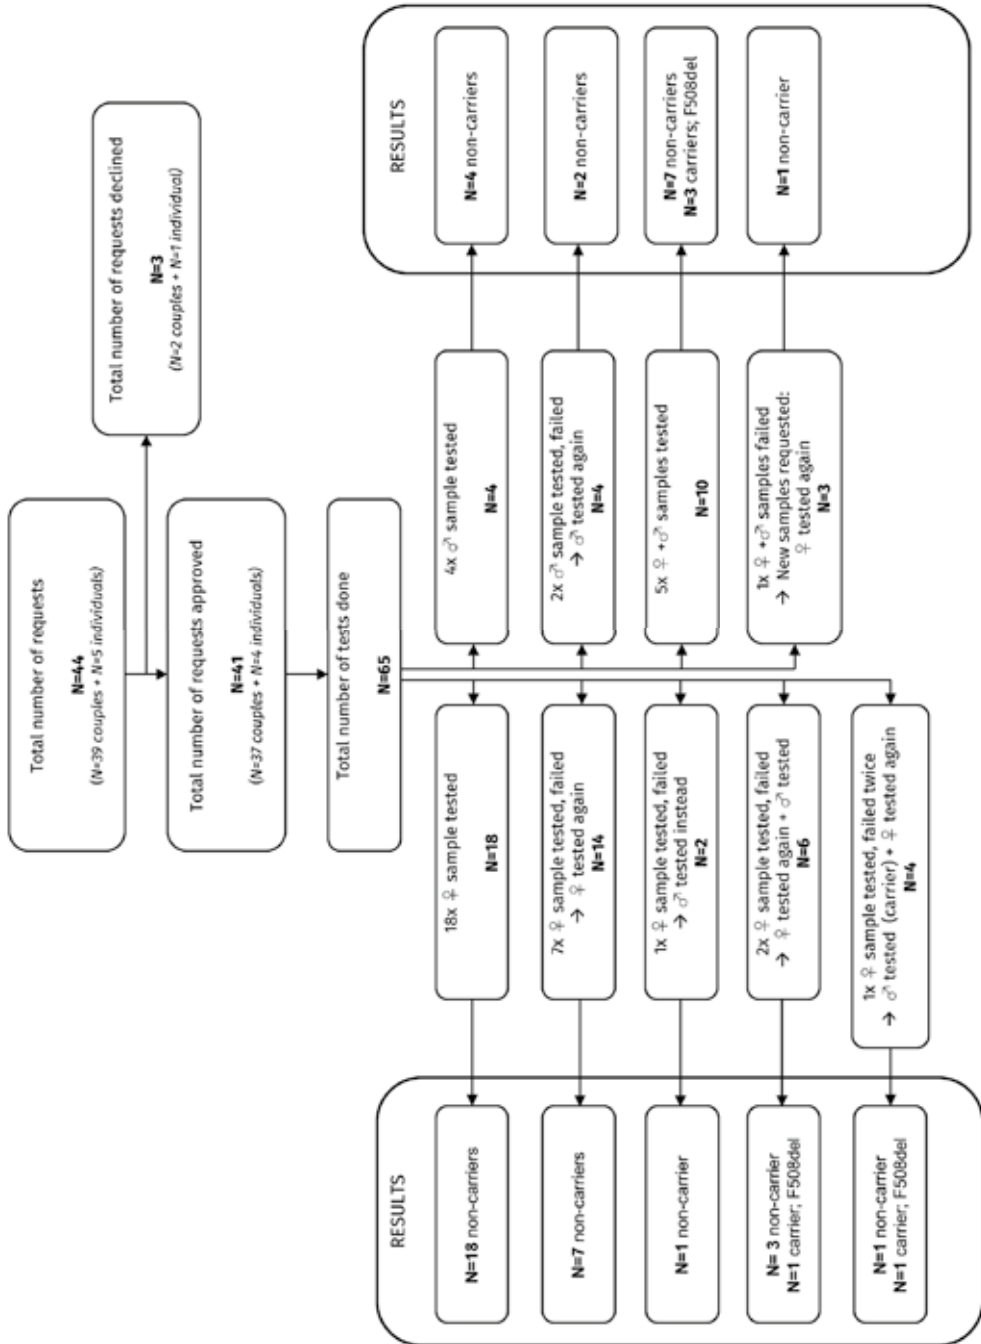 Total number of requests
N=44
(N=39 couples + N=5 individuals)
Total number of requests declined
N=3
(N=2 couples + N=1 individual)
Total number of requests approved
N=41
(N=37 couples + N=4 individuals)
Total number of tests done
N=65
RESULTS
N=18 non-carriers
18x ♀ sample tested
N=18
4x ♂ sample tested
N=4
RESULTS
N=4 non-carriers
N=7 non-carriers
7x ♀ sample tested, failed
→ ♀ tested again
N=14
2x ♂ sample tested, failed
→ ♂ tested again
N=4
N=2 non-carriers
N=1 non-carrier
1x ♀ sample tested, failed
→ ♂ tested instead
N=2
5x ♀ +♂ samples tested
N=10
N=7 non-carriers
N=3 carriers; F508del
N= 3 non-carrier
N=1 carrier; F508del
2x ♀ sample tested, failed
→ ♀ tested again + ♂ tested
N=6
1x ♀ +♂ samples failed
→ New samples requested:
♀ tested again
N=3
N=1 non-carrier
N=1 non-carrier
N=1 carrier; F508del
1x ♀ sample tested, failed twice
→ ♂ tested (carrier) + ♀ tested again
N=4